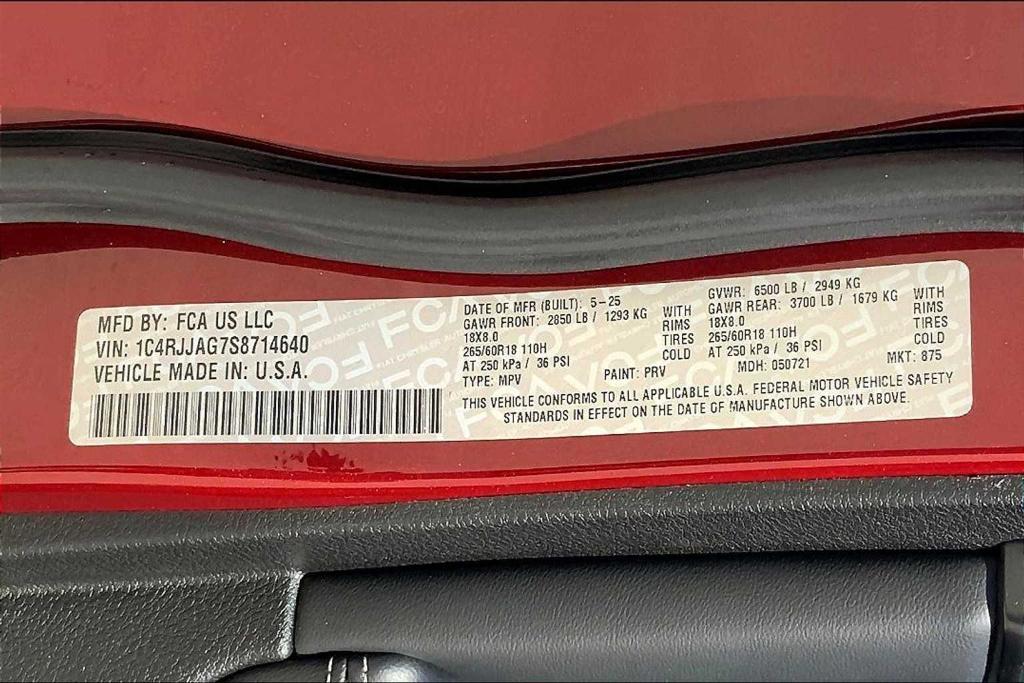 MFD BY: FCA US LLC
VIN: 1C4RJJAG7S8714640
VEHICLE MADE IN: U.S.A.
DATE OF MFR (BUILT): 5-25
GAWR FRONT: 2850 LB / 1293 KG WITH
18X8.0 RIMS
265/60R18 110H TIRES
AT 250 kPa / 36 PSI COLD
TYPE: MPV
GVWR: 6500 LB / 2949 KG
GAWR REAR: 3700 LB / 1679 KG WITH
18X8.0 RIMS
265/60R18 110H TIRES
AT 250 kPa / 36 PSI COLD
PAINT: PRV MDH: 050721 MKT: 875
THIS VEHICLE CONFORMS TO ALL APPLICABLE U.S.A. FEDERAL MOTOR VEHICLE SAFETY
STANDARDS IN EFFECT ON THE DATE OF MANUFACTURE SHOWN ABOVE.